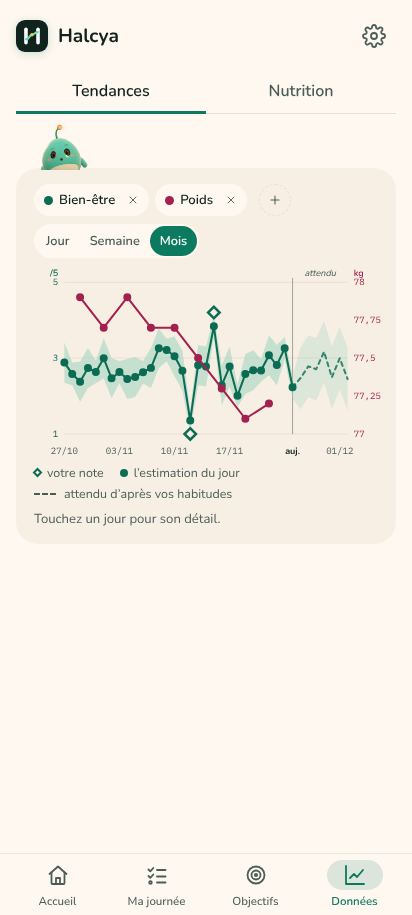 Halcya
Tendances Nutrition
Bien-être × Poids × +
Jour Semaine Mois
/5 attendu kg
5 78
77,75
3 77,5
77,25
1 77
27/10 03/11 10/11 17/11 auj. 01/12
votre note l'estimation du jour
attendu d'après vos habitudes
Touchez un jour pour son détail.
Accueil Ma journée Objectifs Données